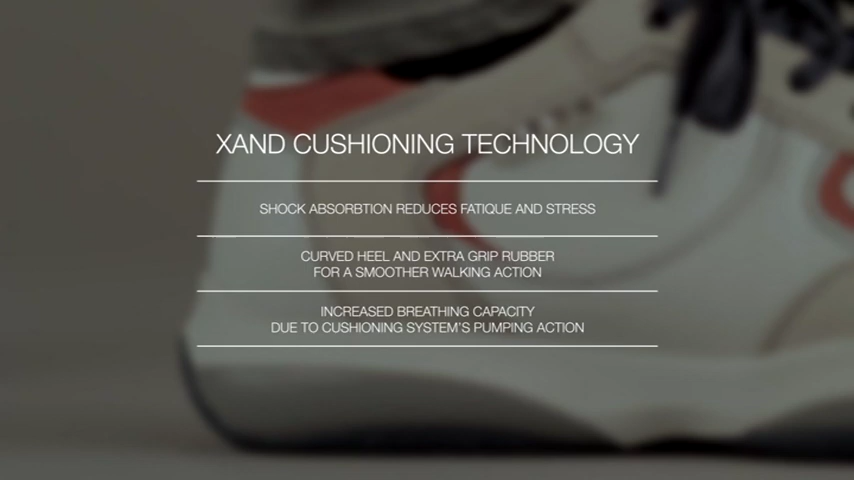 XAND CUSHIONING TECHNOLOGY
SHOCK ABSORBTION REDUCES FATIQUE AND STRESS
CURVED HEEL AND EXTRA GRIP RUBBER
FOR A SMOOTHER WALKING ACTION
INCREASED BREATHING CAPACITY
DUE TO CUSHIONING SYSTEM'S PUMPING ACTION